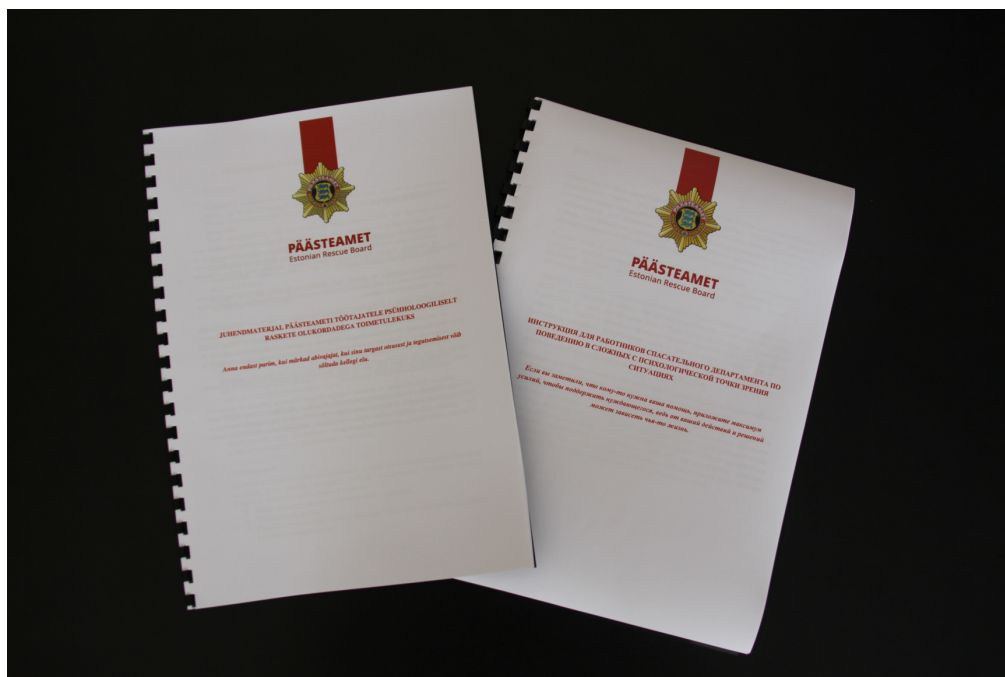 PÄÄSTEAMET
Estonian Rescue Board
JUHENDMATERJAL PÄÄSTEAMETI TÖÖTAJATELE PSÜHHOLOOGILISELT
RASKETE OLUKORDADEGA TOIMETULEKUKS
Anna endast parim, kui märkad abivajajat, kui sinu targast otsusest ja tegutsemisest võib
sõltuda kellegi elu.
PÄÄSTEAMET
Estonian Rescue Board
ИНСТРУКЦИЯ ДЛЯ РАБОТНИКОВ СПАСАТЕЛЬНОГО ДЕПАРТАМЕНТА ПО
ПОВЕДЕНИЮ В СЛОЖНЫХ С ПСИХОЛОГИЧЕСКОЙ ТОЧКИ ЗРЕНИЯ
СИТУАЦИЯХ
Если вы заметили, что кому-то нужна ваша помощь, приложите максимум
усилий, чтобы поддержать нуждающегося, ведь от ваший действий и решений
может зависеть чья-то жизнь.